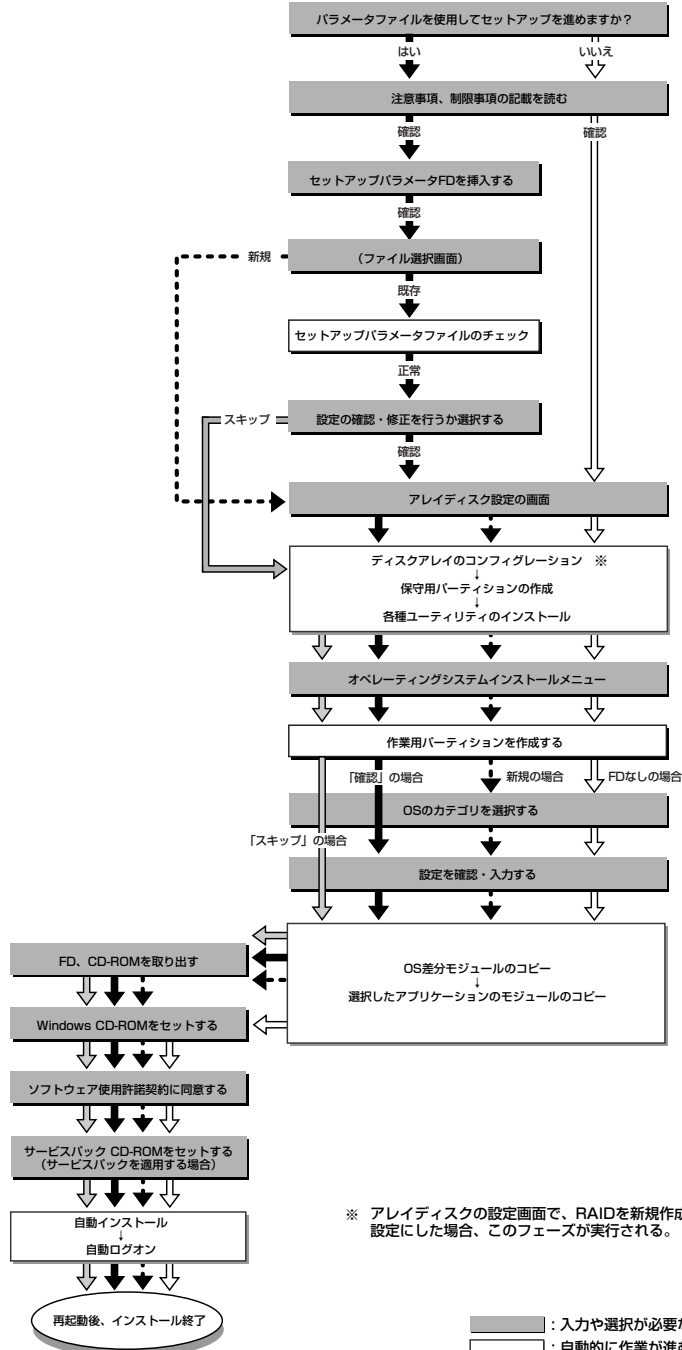 パラメータファイルを使用してセットアップを進めますか?
はい
いいえ
注意事項、制限事項の記載を読む
確認
確認
セットアップパラメータFDを挿入する
確認
新規
(ファイル選択画面)
既存
セットアップパラメータファイルのチェック
正常
スキップ
設定の確認・修正を行うか選択する
確認
アレイディスク設定の画面
ディスクアレイのコンフィグレーション ※
↓
保守用パーティションの作成
↓
各種ユーティリティのインストール
オペレーティングシステムインストールメニュー
作業用パーティションを作成する
「確認」の場合
新規の場合
FDなしの場合
OSのカテゴリを選択する
「スキップ」の場合
設定を確認・入力する
OS差分モジュールのコピー
↓
選択したアプリケーションのモジュールのコピー
FD、CD-ROMを取り出す
Windows CD-ROMをセットする
ソフトウェア使用許諾契約に同意する
サービスパック CD-ROMをセットする
(サービスパックを適用する場合)
自動インストール
↓
自動ログオン
再起動後、インストール終了
※ アレイディスクの設定画面で、RAIDを新規作成
設定にした場合、このフェーズが実行される。
:入力や選択が必要な
:自動的に作業が進